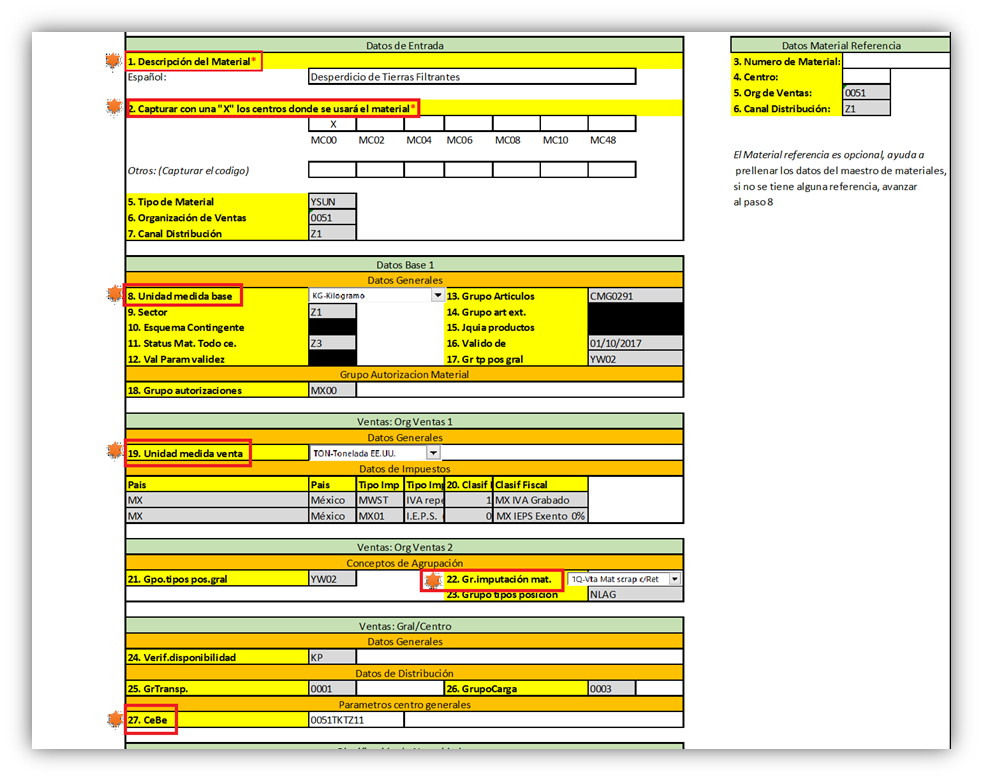 Datos de Entrada
1. Descripción del Material*
Español: Desperdicio de Tierras Filtrantes
2. Capturar con una "X" los centros donde se usará el material*
X
MC00 MC02 MC04 MC06 MC08 MC10 MC48
Otros: (Capturar el codigo)
5. Tipo de Material YSUN
6. Organización de Ventas 0051
7. Canal Distribución Z1
Datos Material Referencia
3. Numero de Material:
4. Centro:
5. Org de Ventas: 0051
6. Canal Distribución: Z1
El Material referencia es opcional, ayuda a
prellenar los datos del maestro de materiales,
si no se tiene alguna referencia, avanzar
al paso 8
Datos Base 1
Datos Generales
8. Unidad medida base KG-Kilogramo 13. Grupo Articulos CMG0291
9. Sector Z1 14. Grupo art ext.
10. Esquema Contingente 15. Jquia productos
11. Status Mat. Todo ce. Z3 16. Valido de 01/10/2017
12. Val Param validez 17. Gr tp pos gral YW02
Grupo Autorizacion Material
18. Grupo autorizaciones MX00
Ventas: Org Ventas 1
Datos Generales
19. Unidad medida venta TON-Tonelada EE.UU.
Datos de Impuestos
Pais Pais Tipo Imp Tipo Imp 20. Clasif Clasif Fiscal
MX México MWST IVA repe 1 MX IVA Grabado
MX México MX01 I.E.P.S. 0 MX IEPS Exento 0%
Ventas: Org Ventas 2
Conceptos de Agrupación
21. Gpo.tipos pos.gral YW02 22. Gr.imputación mat. 1Q-Vta Mat scrap c/Ret
23. Grupo tipos posición NLAG
Ventas: Gral/Centro
Datos Generales
24. Verif.disponibilidad KP
Datos de Distribución
25. GrTransp. 0001 26. GrupoCarga 0003
Parametros centro generales
27. CeBe 0051TKTZ11